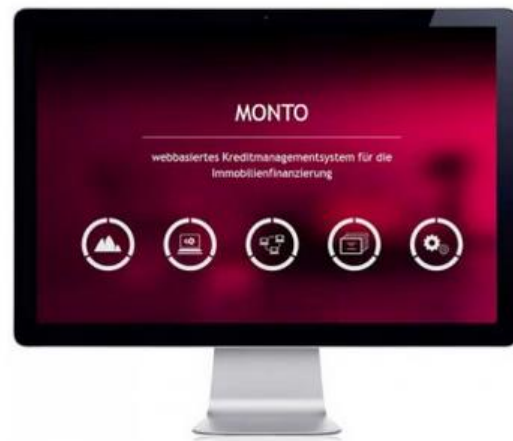 MONTO
webbasiertes Kreditmanagementsystem für die
Immobilienfinanzierung